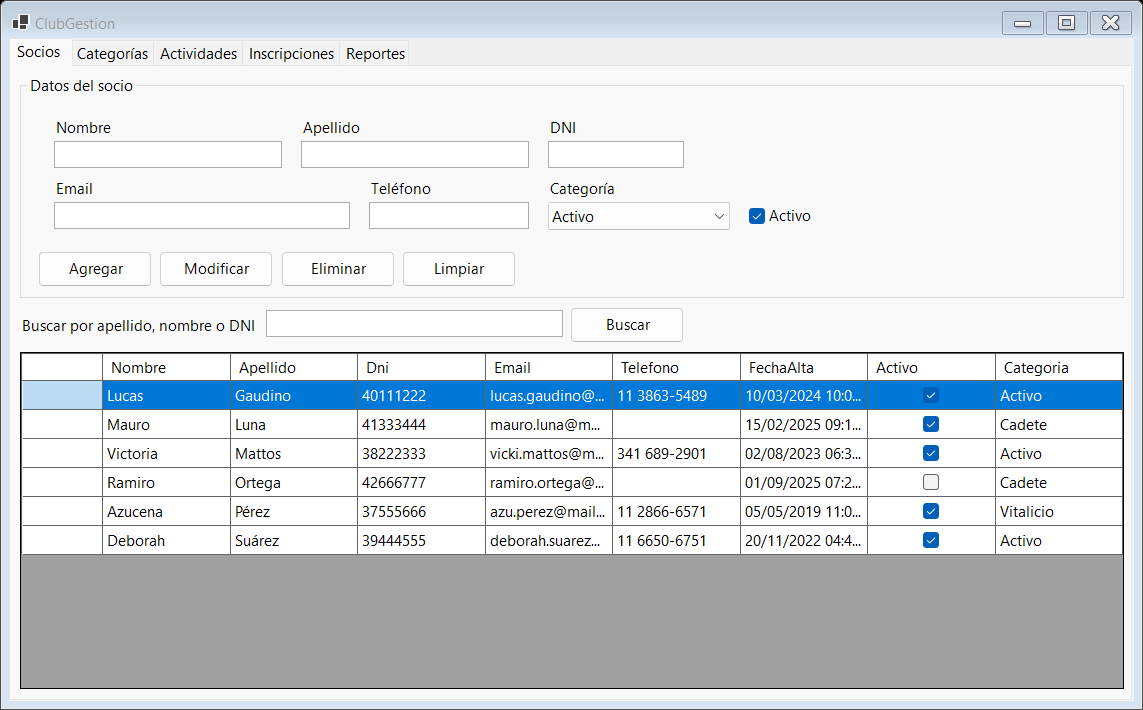 ClubGestion
Socios Categorías Actividades Inscripciones Reportes
Datos del socio
Nombre Apellido DNI
Email Teléfono Categoría
Activo Activo
Agregar Modificar Eliminar Limpiar
Buscar por apellido, nombre o DNI Buscar
Nombre Apellido Dni Email Telefono FechaAlta Activo Categoria
Lucas Gaudino 40111222 lucas.gaudino@... 11 3863-5489 10/03/2024 10:0... Activo
Mauro Luna 41333444 mauro.luna@m... 15/02/2025 09:1... Cadete
Victoria Mattos 38222333 vicki.mattos@m... 341 689-2901 02/08/2023 06:3... Activo
Ramiro Ortega 42666777 ramiro.ortega@... 01/09/2025 07:2... Cadete
Azucena Pérez 37555666 azu.perez@mail... 11 2866-6571 05/05/2019 11:0... Vitalicio
Deborah Suárez 39444555 deborah.suarez... 11 6650-6751 20/11/2022 04:4... Activo